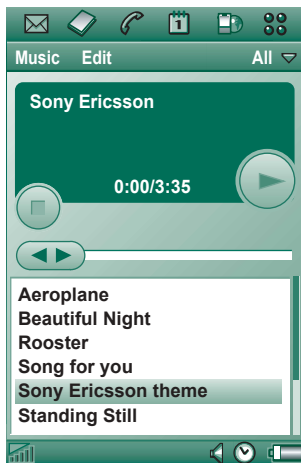 1
Music Edit All
Sony Ericsson
0:00/3:35
Aeroplane
Beautiful Night
Rooster
Song for you
Sony Ericsson theme
Standing Still